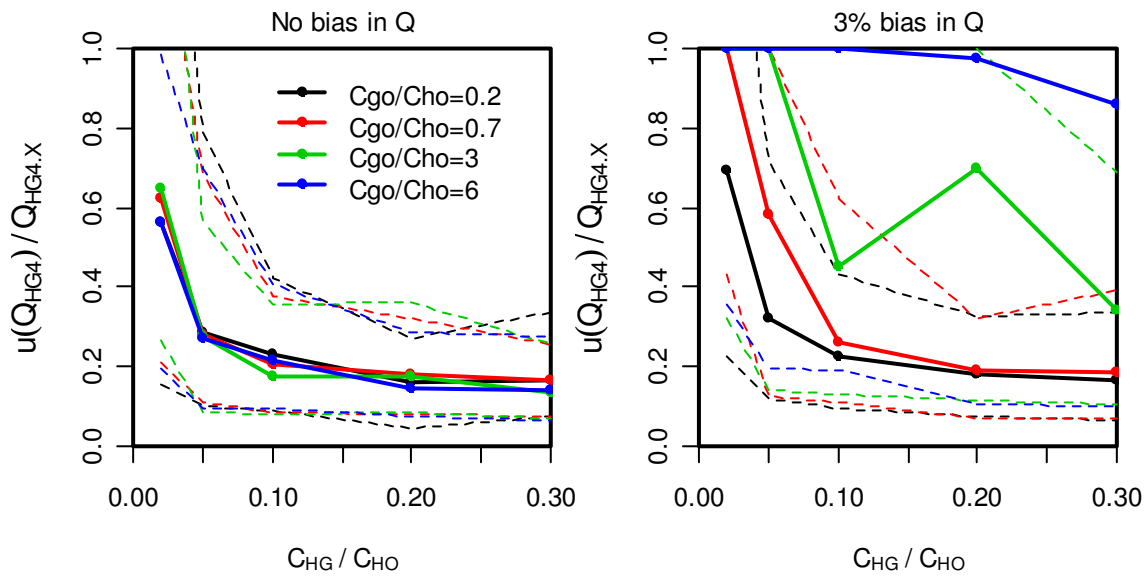 No bias in Q
u(Q_HG4) / Q_HG4.X
1.0
0.8
0.6
0.4
0.2
0.0
Cgo/Cho=0.2
Cgo/Cho=0.7
Cgo/Cho=3
Cgo/Cho=6
0.00 0.10 0.20 0.30
C_HG / C_HO
3% bias in Q
u(Q_HG4) / Q_HG4.X
1.0
0.8
0.6
0.4
0.2
0.0
0.00 0.10 0.20 0.30
C_HG / C_HO